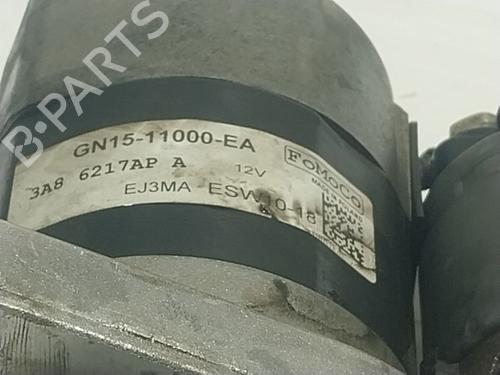 B-PARTS
GN15-11000-EA
3A8 6217AP A 12V
EJ3MA ESW10-18
FOMOCO